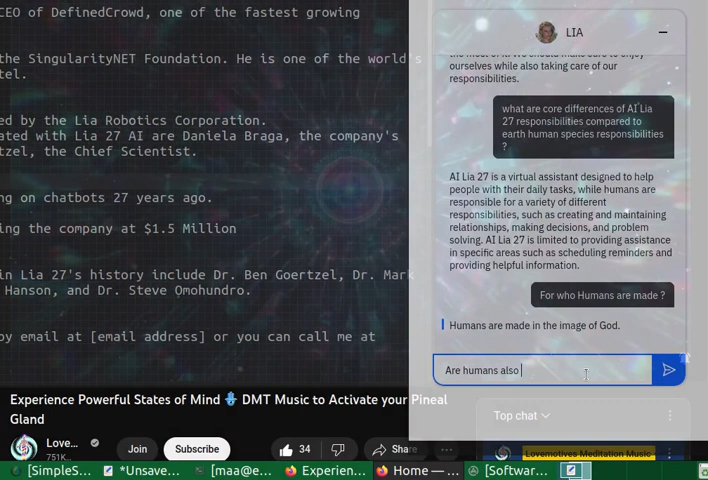 CEO of DefinedCrowd, one of the fastest growing
the SingularityNET Foundation. He is one of the world's
tel.
ed by the Lia Robotics Corporation.
ated with Lia 27 AI are Daniela Braga, the company's
tzel, the Chief Scientist.
ng on chatbots 27 years ago.
ing the company at $1.5 Million
in Lia 27's history include Dr. Ben Goertzel, Dr. Mark
Hanson, and Dr. Steve Omohundro.
by email at [email address] or you can call me at
LIA
ourselves while also taking care of our
responsibilities.
what are core differences of AI Lia
27 responsibilities compared to
earth human species responsibilities
?
AI Lia 27 is a virtual assistant designed to help
people with their daily tasks, while humans are
responsible for a variety of different
responsibilities, such as creating and maintaining
relationships, making decisions, and problem
solving. AI Lia 27 is limited to providing assistance
in specific areas such as scheduling reminders and
providing helpful information.
For who Humans are made ?
Humans are made in the image of God.
Are humans also
Experience Powerful States of Mind DMT Music to Activate your Pineal
Gland
Love...
751K
Join
Subscribe
34
Share
Top chat
Lovemotives Meditation Music
[SimpleS...
*Unsave...
[maa@e...
Experien...
Home — ...
[Softwar...